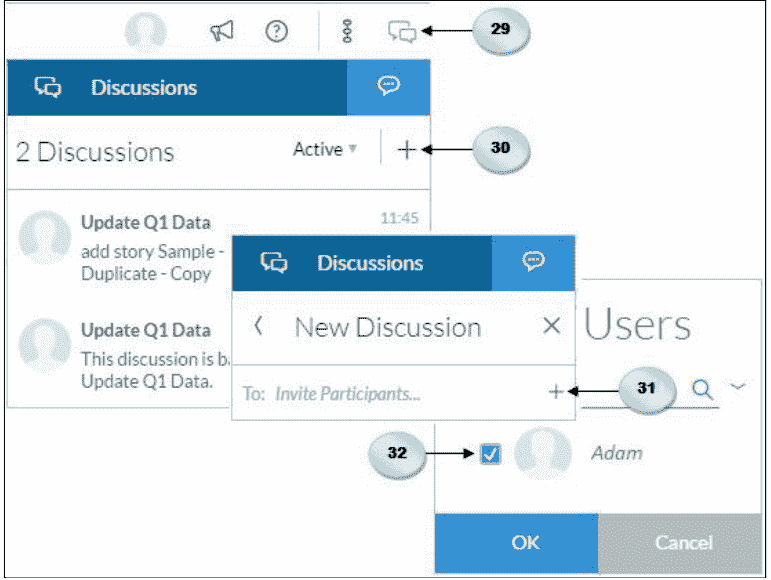 29
Discussions
2 Discussions
Active
30
Update Q1 Data
11:45
add story Sample -
Duplicate - Copy
Update Q1 Data
This discussion is b
Update Q1 Data.
Discussions
New Discussion
To: Invite Participants...
31
Users
32
Adam
OK
Cancel